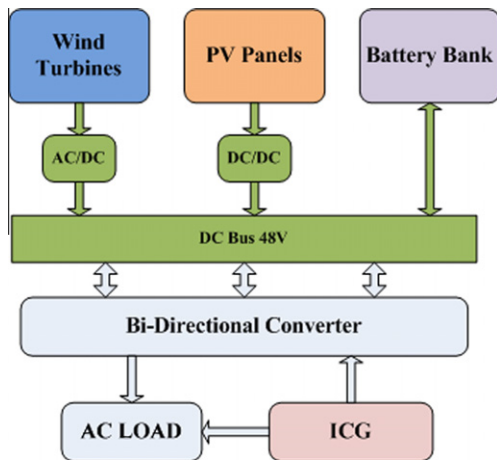 Wind
Turbines
PV Panels
Battery Bank
AC/DC
DC/DC
DC Bus 48V
Bi-Directional Converter
AC LOAD
ICG